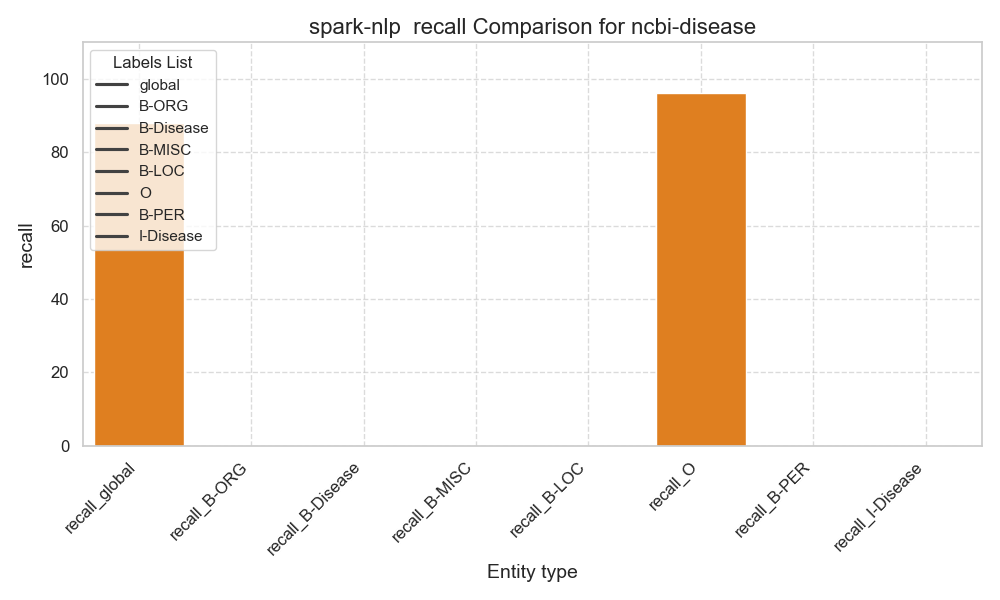 spark-nlp  recall Comparison for ncbi-disease
Labels List
global
B-ORG
B-Disease
B-MISC
B-LOC
O
B-PER
I-Disease
recall
100
80
60
40
20
0
recall_global
recall_B-ORG
recall_B-Disease
recall_B-MISC
recall_B-LOC
recall_O
recall_B-PER
recall_I-Disease
Entity type